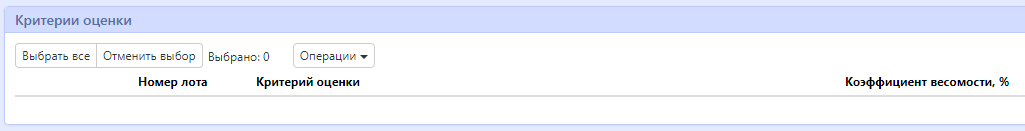 Критерии оценки
Выбрать все Отменить выбор Выбрано: 0 Операции
Номер лота Критерий оценки Коэффициент весомости, %